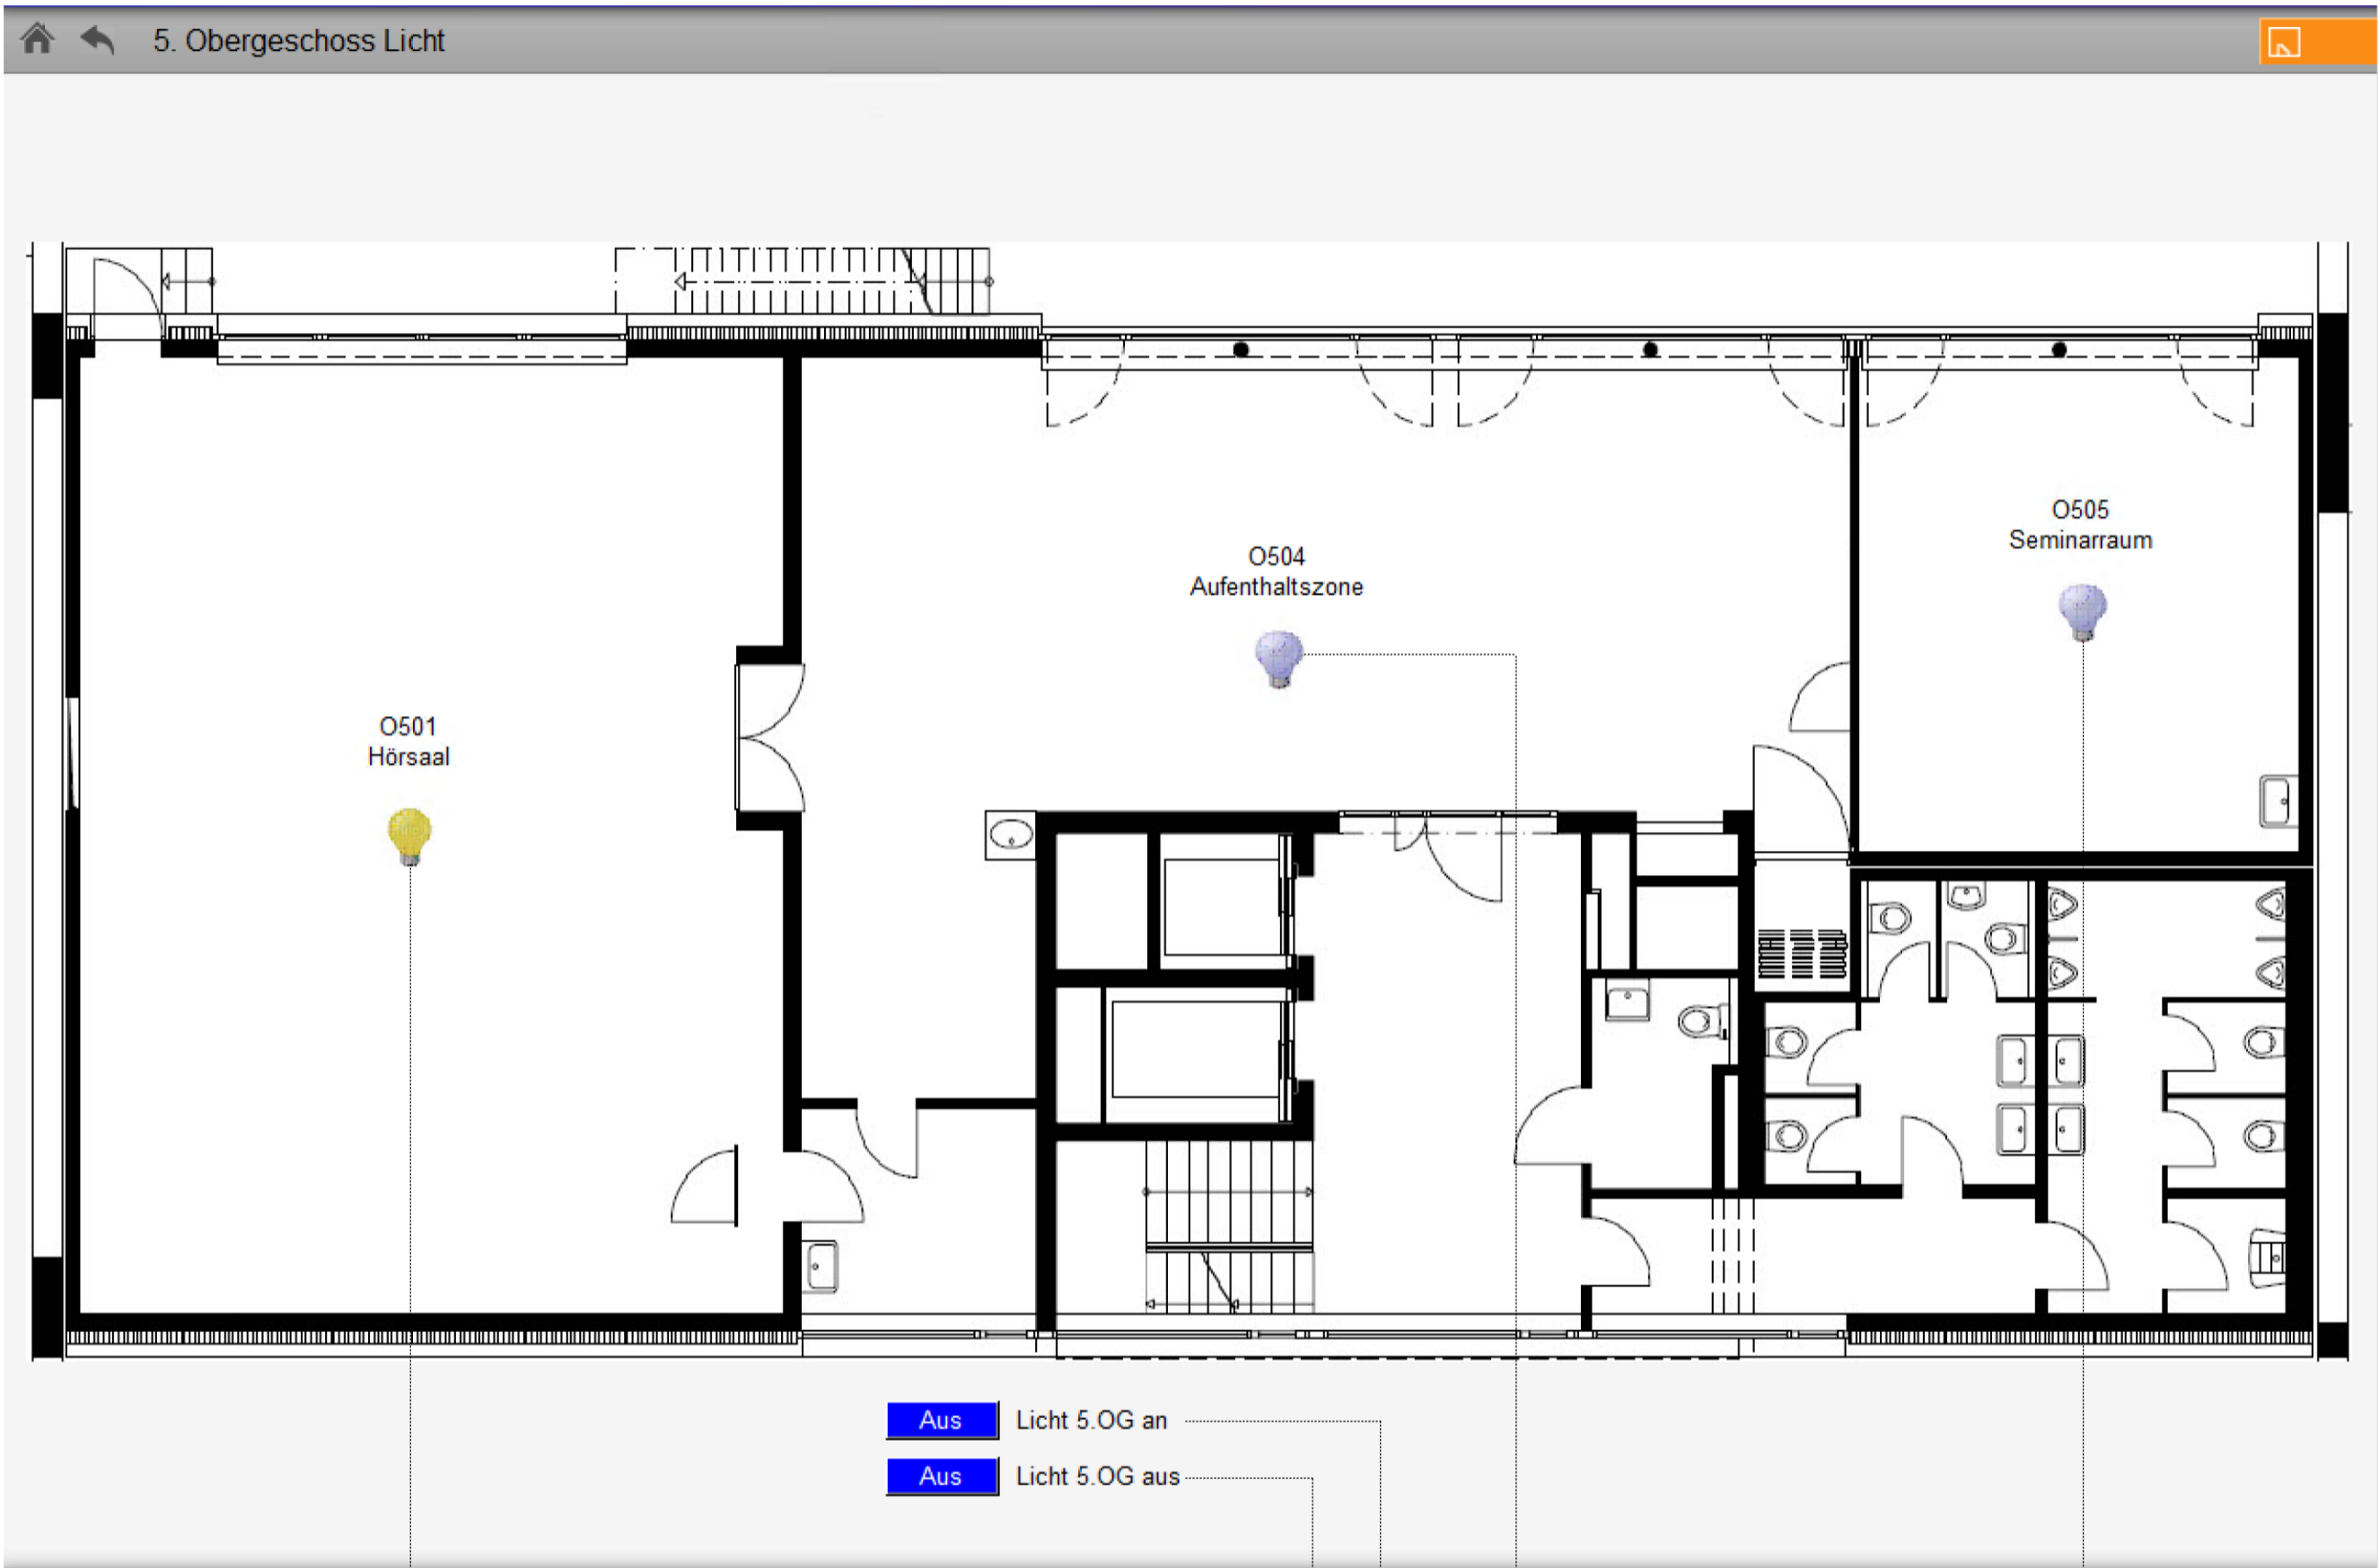 5. Obergeschoss Licht
O505
Seminarraum
O504
Aufenthaltszone
O501
Hörsaal
Aus Licht 5.OG an
Aus Licht 5.OG aus